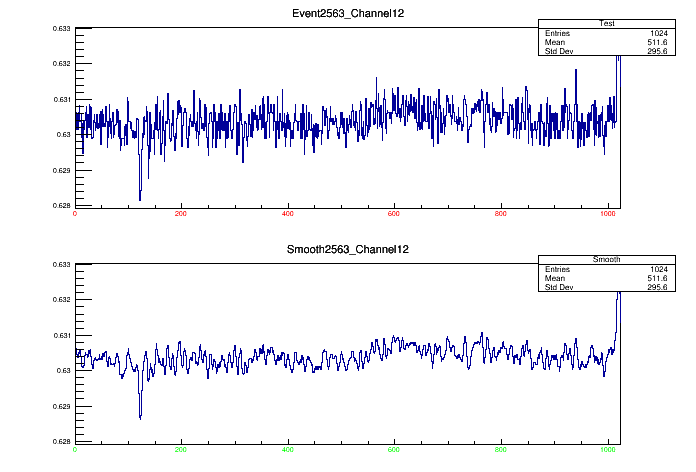 Event2563_Channel12
Test
Entries 1024
Mean 511.6
Std Dev 295.6
0.633
0.632
0.631
0.63
0.629
0.628
0 200 400 600 800 1000
Smooth2563_Channel12
Smooth
Entries 1024
Mean 511.6
Std Dev 295.6
0.633
0.632
0.631
0.63
0.629
0.628
0 200 400 600 800 1000